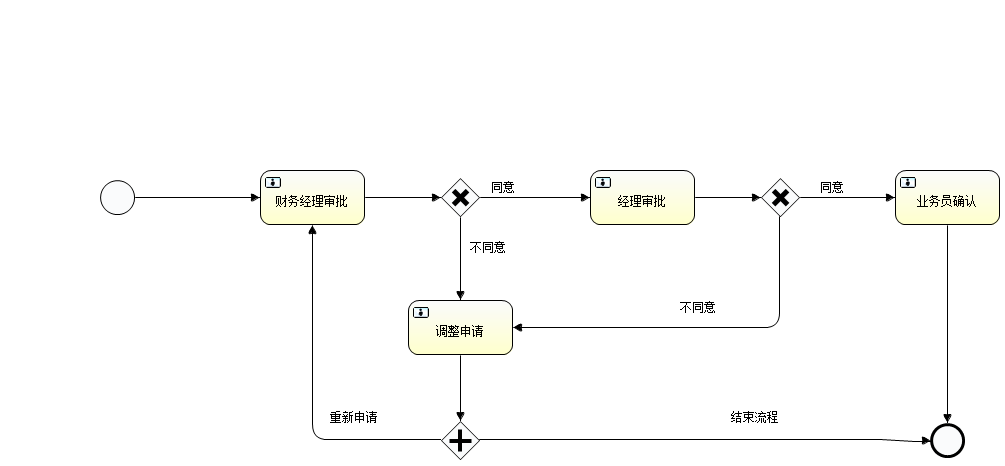 同意
同意
财务经理审批
经理审批
业务员确认
不同意
不同意
调整申请
重新申请
结束流程